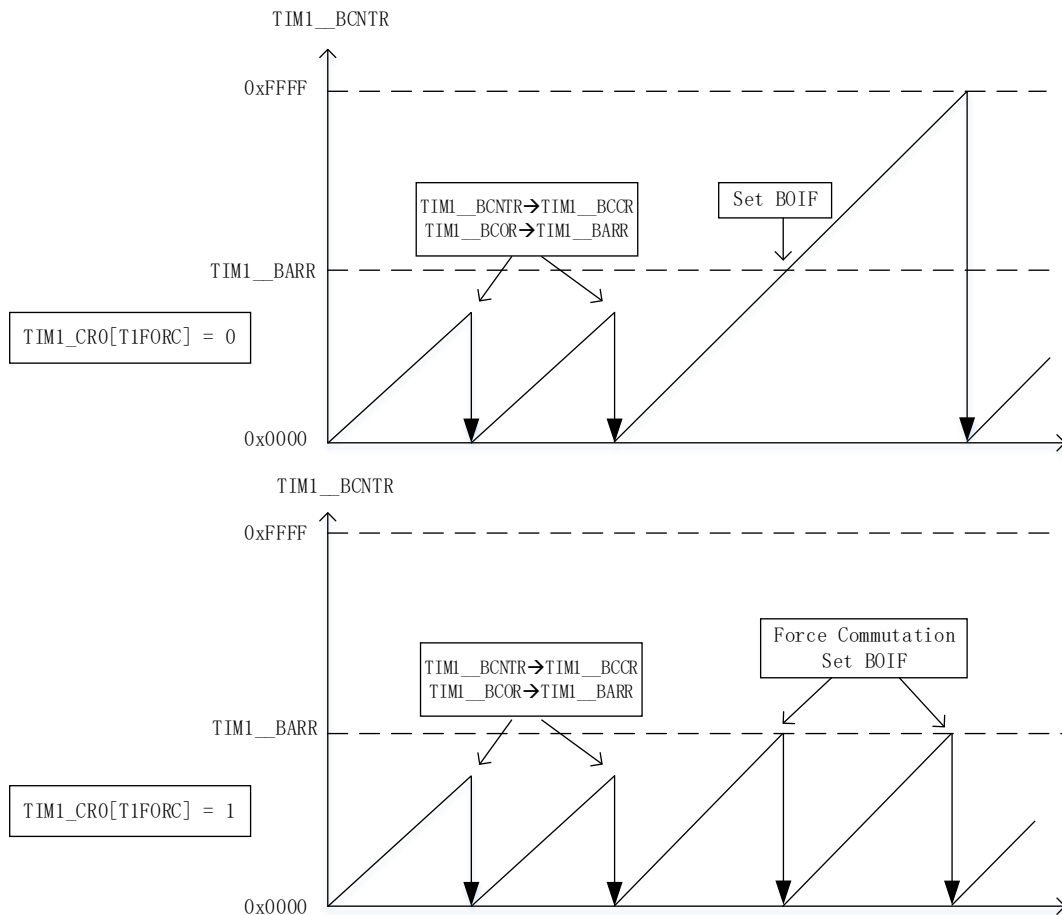 TIM1__BCNTR
0xFFFF
TIM1__BCNTR→TIM1__BCCR
TIM1__BCOR→TIM1__BARR
Set BOIF
TIM1__BARR
TIM1_CR0[T1FORC] = 0
0x0000
TIM1__BCNTR
0xFFFF
Force Commutation
Set BOIF
TIM1__BCNTR→TIM1__BCCR
TIM1__BCOR→TIM1__BARR
TIM1__BARR
TIM1_CR0[T1FORC] = 1
0x0000